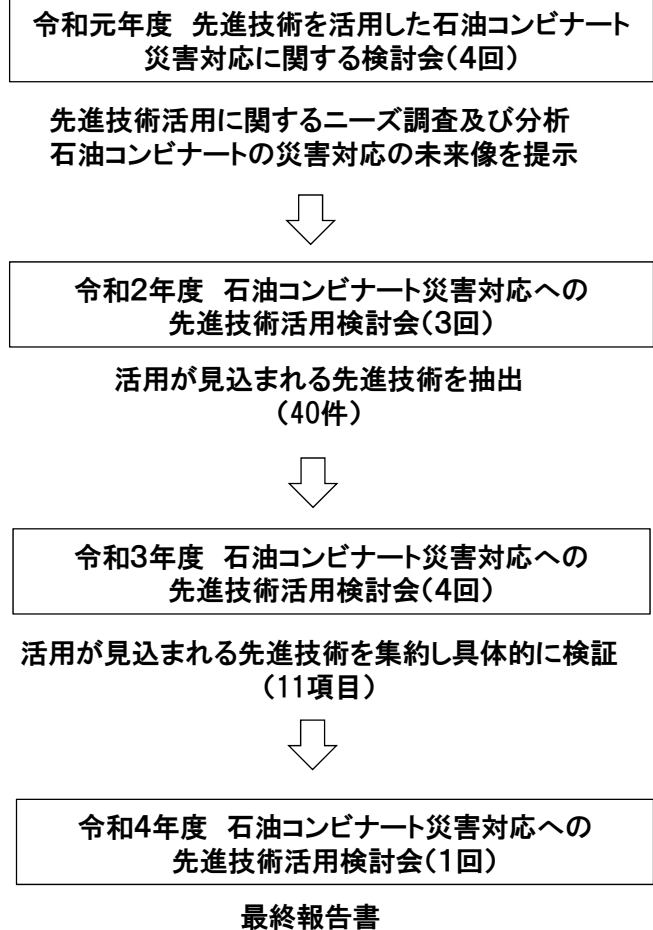 令和元年度　先進技術を活用した石油コンビナート
災害対応に関する検討会（４回）
先進技術活用に関するニーズ調査及び分析
石油コンビナートの災害対応の未来像を提示
令和２年度　石油コンビナート災害対応への
先進技術活用検討会（３回）
活用が見込まれる先進技術を抽出
（40件）
令和３年度　石油コンビナート災害対応への
先進技術活用検討会（４回）
活用が見込まれる先進技術を集約し具体的に検証
（11項目）
令和４年度　石油コンビナート災害対応への
先進技術活用検討会（１回）
最終報告書